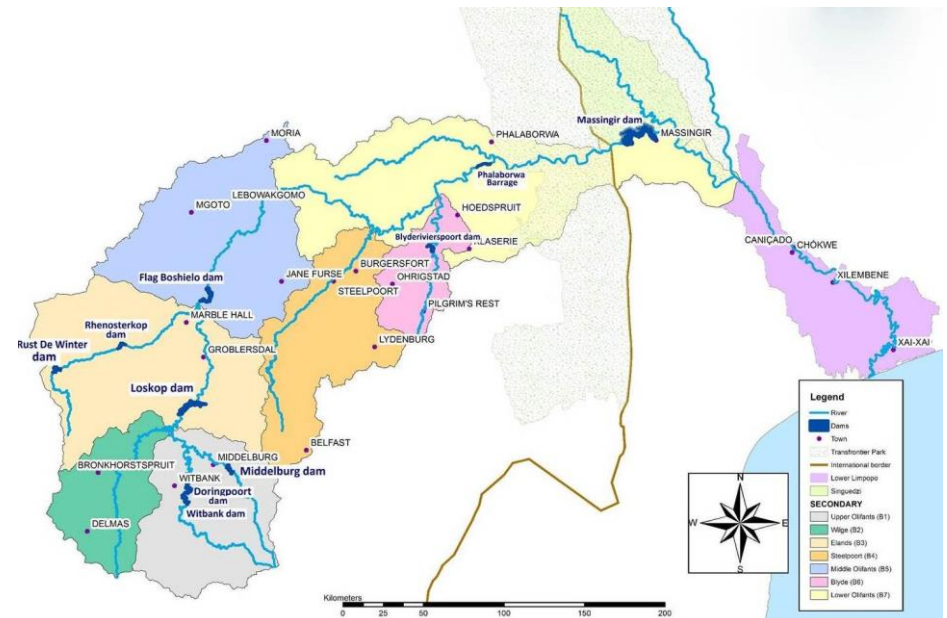 MORIA
PHALABORWA
Massingir dam
MASSINGIR
Phalaborwa
Barrage
LEBOWAKGOMO
MGOTO
HOEDSPRUIT
Blyderivierspoort dam
KLASERIE
CANIÇADO
CHÓKWE
Flag Boshielo dam
JANE FURSE
BURGERSFORT
OHRIGSTAD
STEELPOORT
XILEMBENE
PILGRIM'S REST
MARBLE HALL
Rhenosterkop
dam
Rust De Winter
dam
GROBLERSDAL
LYDENBURG
XAI-XAI
Loskop dam
BELFAST
BRONKHORSTSPRUIT
MIDDELBURG
Middelburg dam
WITBANK
Doringpoort
dam
Witbank dam
DELMAS
Legend
River
Dams
Town
Transfrontier Park
International border
Lower Limpopo
Singuedzi
SECONDARY
Upper Olifants (B1)
Wilge (B2)
Elands (B3)
Steelpoort (B4)
Middle Olifants (B5)
Blyde (B6)
Lower Olifants (B7)
N
W E
S
Kilometers
0 25 50 100 150 200